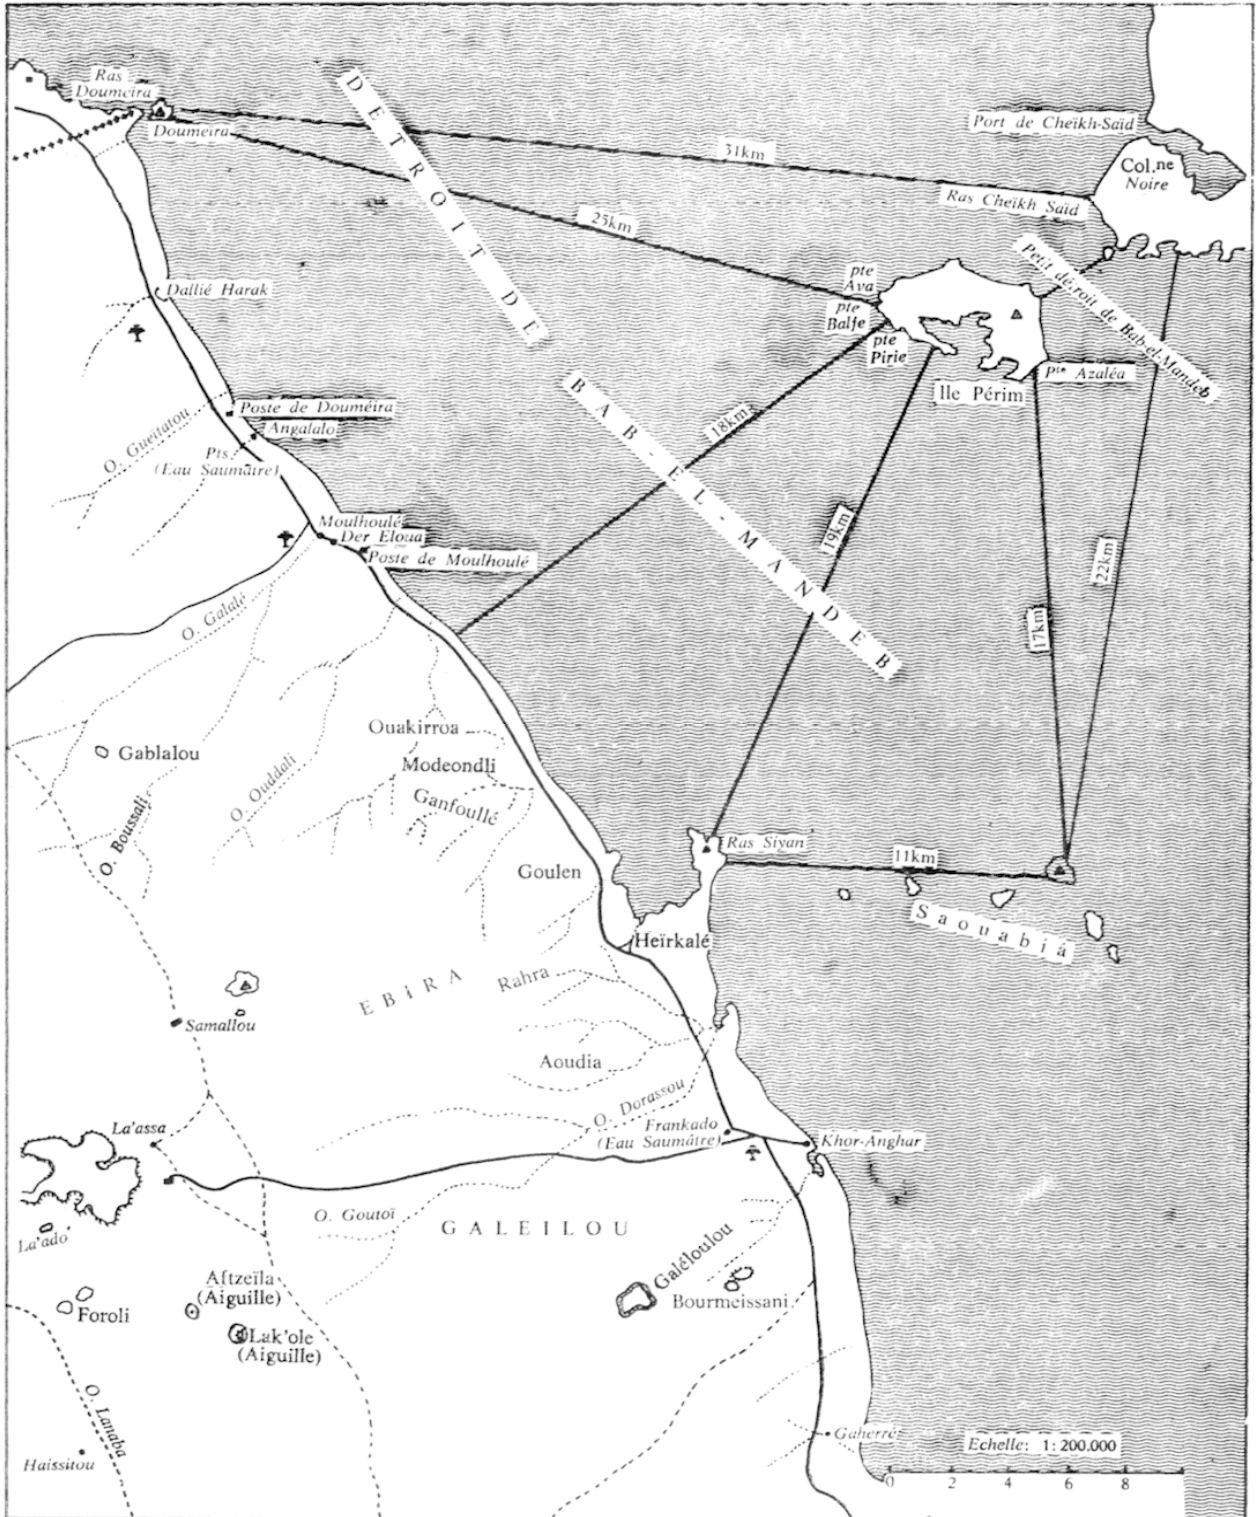 Ras
Doumeira
Doumeira
DETROIT DE
31km
25km
Port de Cheïkh-Saïd
Col.ne
Noire
Ras Cheïkh Saïd
Petit détroit de Bab-el-Mandeb
pte
Ava
pte
Balfe
pte
Pirie
Pte Azaléa
Ile Périm
Dallié Harak
BAB-EL-MANDEB
18km
Poste de Douméira
Angalalo
O. Gueïtatou
Pts.
(Eau Saumâtre)
19km
Moulhoulé
Der Eloua
Poste de Moulhoulé
22km
17km
O. Galalé
Ouakirroa
Gablalou
Modeondli
O. Ouddali
Ganfoullé
O. Boussali
Ras Siyan
11km
Goulen
Saouabiá
Heïrkalé
EBiRA
Rahra
Samallou
Aoudia
O. Dorassou
La'assa
Frankado
(Eau Saumâtre)
Khor-Anghar
O. Goutoï
GALEILOU
La'ado
Galéloulou
Aftzeïla
(Aiguille)
Bourmeissani
Foroli
Lak'ole
(Aiguille)
O. Lanaba
Gaherré
Haissitou
Echelle: 1:200.000
0 2 4 6 8